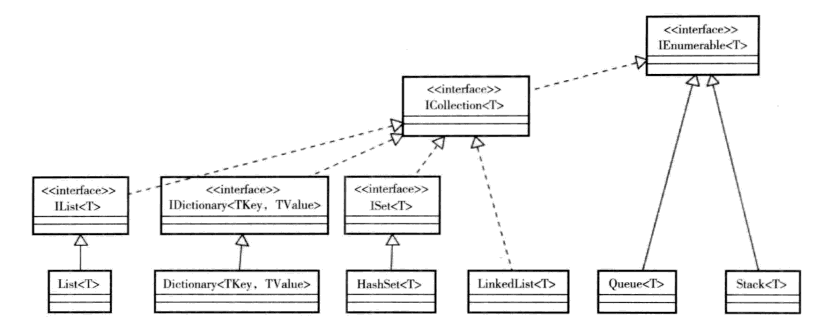 <<interface>>
IEnumerable<T>
<<interface>>
ICollection<T>
<<interface>>
IList<T>
<<interface>>
IDictionary<TKey, TValue>
<<interface>>
ISet<T>
List<T>
Dictionary<TKey, TValue>
HashSet<T>
LinkedList<T>
Queue<T>
Stack<T>